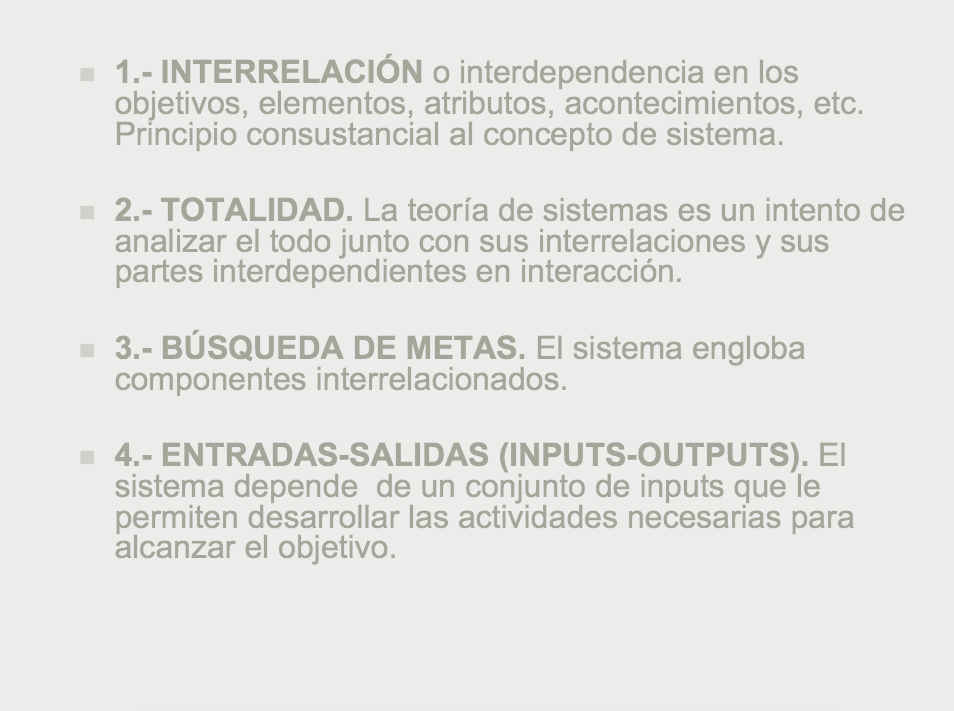 1.- INTERRELACIÓN o interdependencia en los
objetivos, elementos, atributos, acontecimientos, etc.
Principio consustancial al concepto de sistema.
2.- TOTALIDAD. La teoría de sistemas es un intento de
analizar el todo junto con sus interrelaciones y sus
partes interdependientes en interacción.
3.- BÚSQUEDA DE METAS. El sistema engloba
componentes interrelacionados.
4.- ENTRADAS-SALIDAS (INPUTS-OUTPUTS). El
sistema depende  de un conjunto de inputs que le
permiten desarrollar las actividades necesarias para
alcanzar el objetivo.